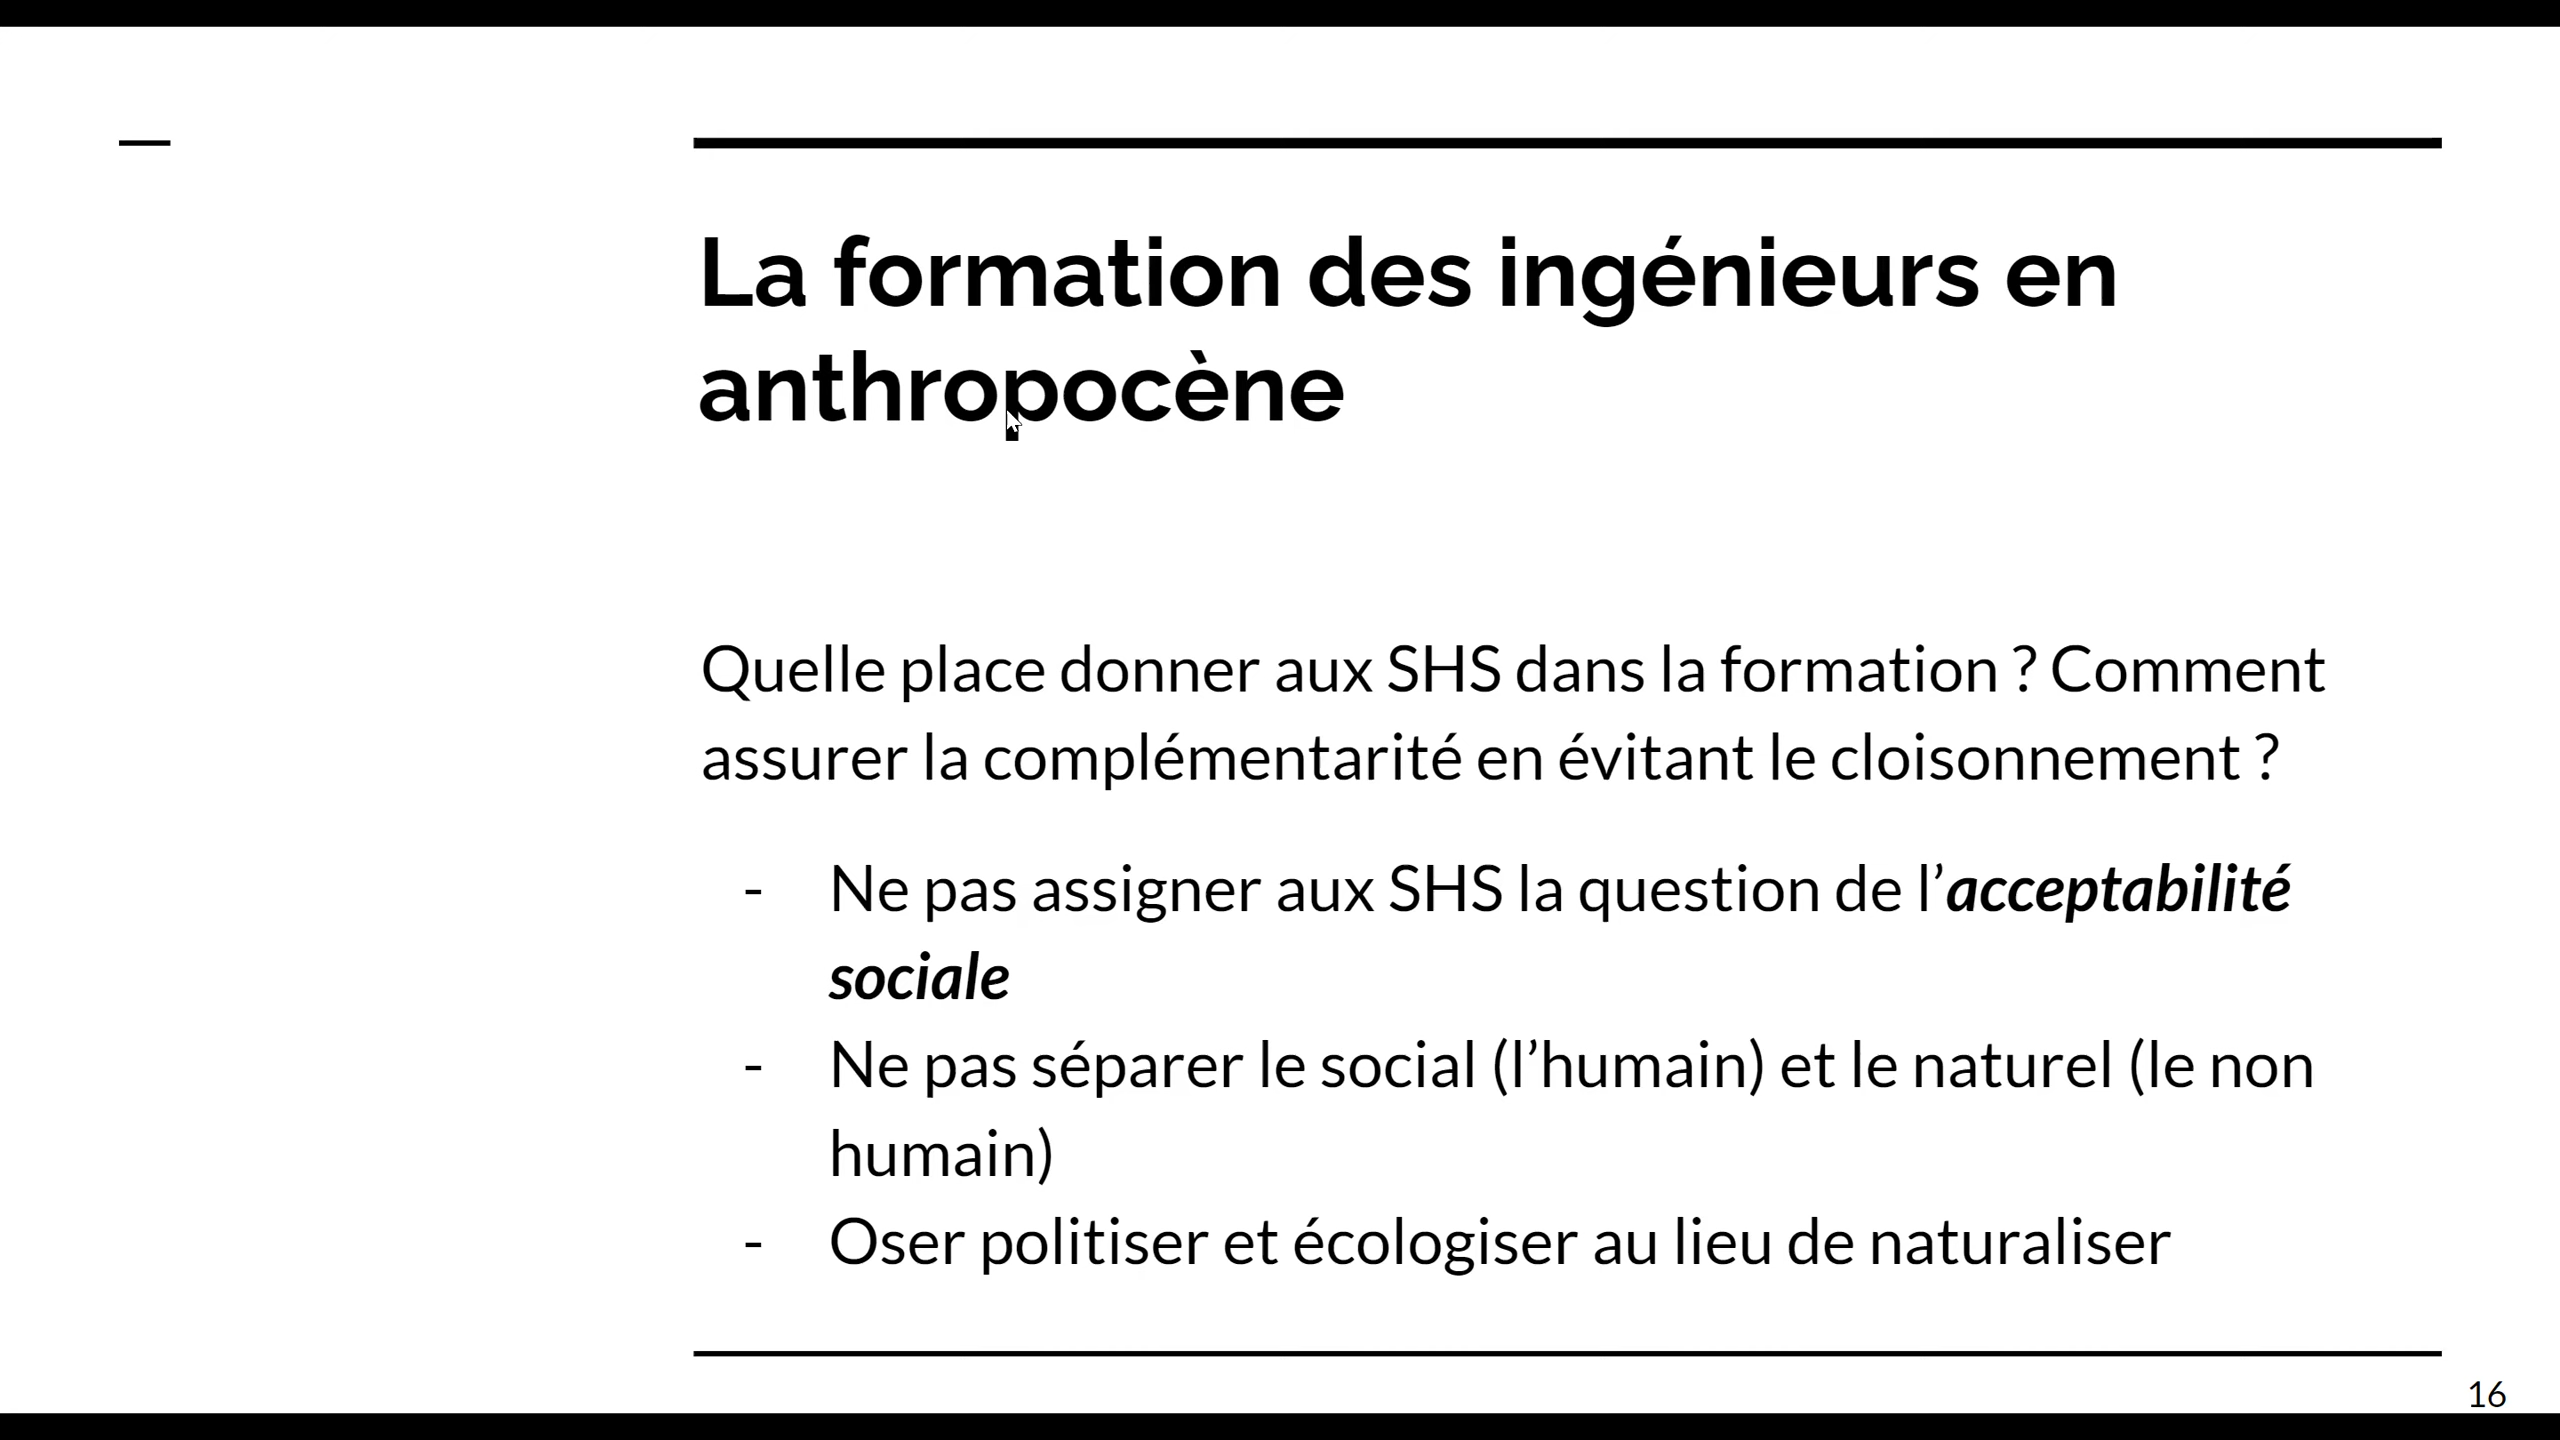 La formation des ingénieurs en
anthropocène
Quelle place donner aux SHS dans la formation ? Comment
assurer la complémentarité en évitant le cloisonnement ?
- Ne pas assigner aux SHS la question de l’acceptabilité
sociale
- Ne pas séparer le social (l’humain) et le naturel (le non
humain)
- Oser politiser et écologiser au lieu de naturaliser
16